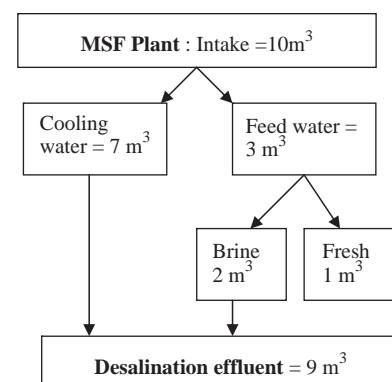 MSF Plant : Intake =10m³
Cooling
water = 7 m³
Feed water =
3 m³
Brine
2 m³
Fresh
1 m³
Desalination effluent = 9 m³